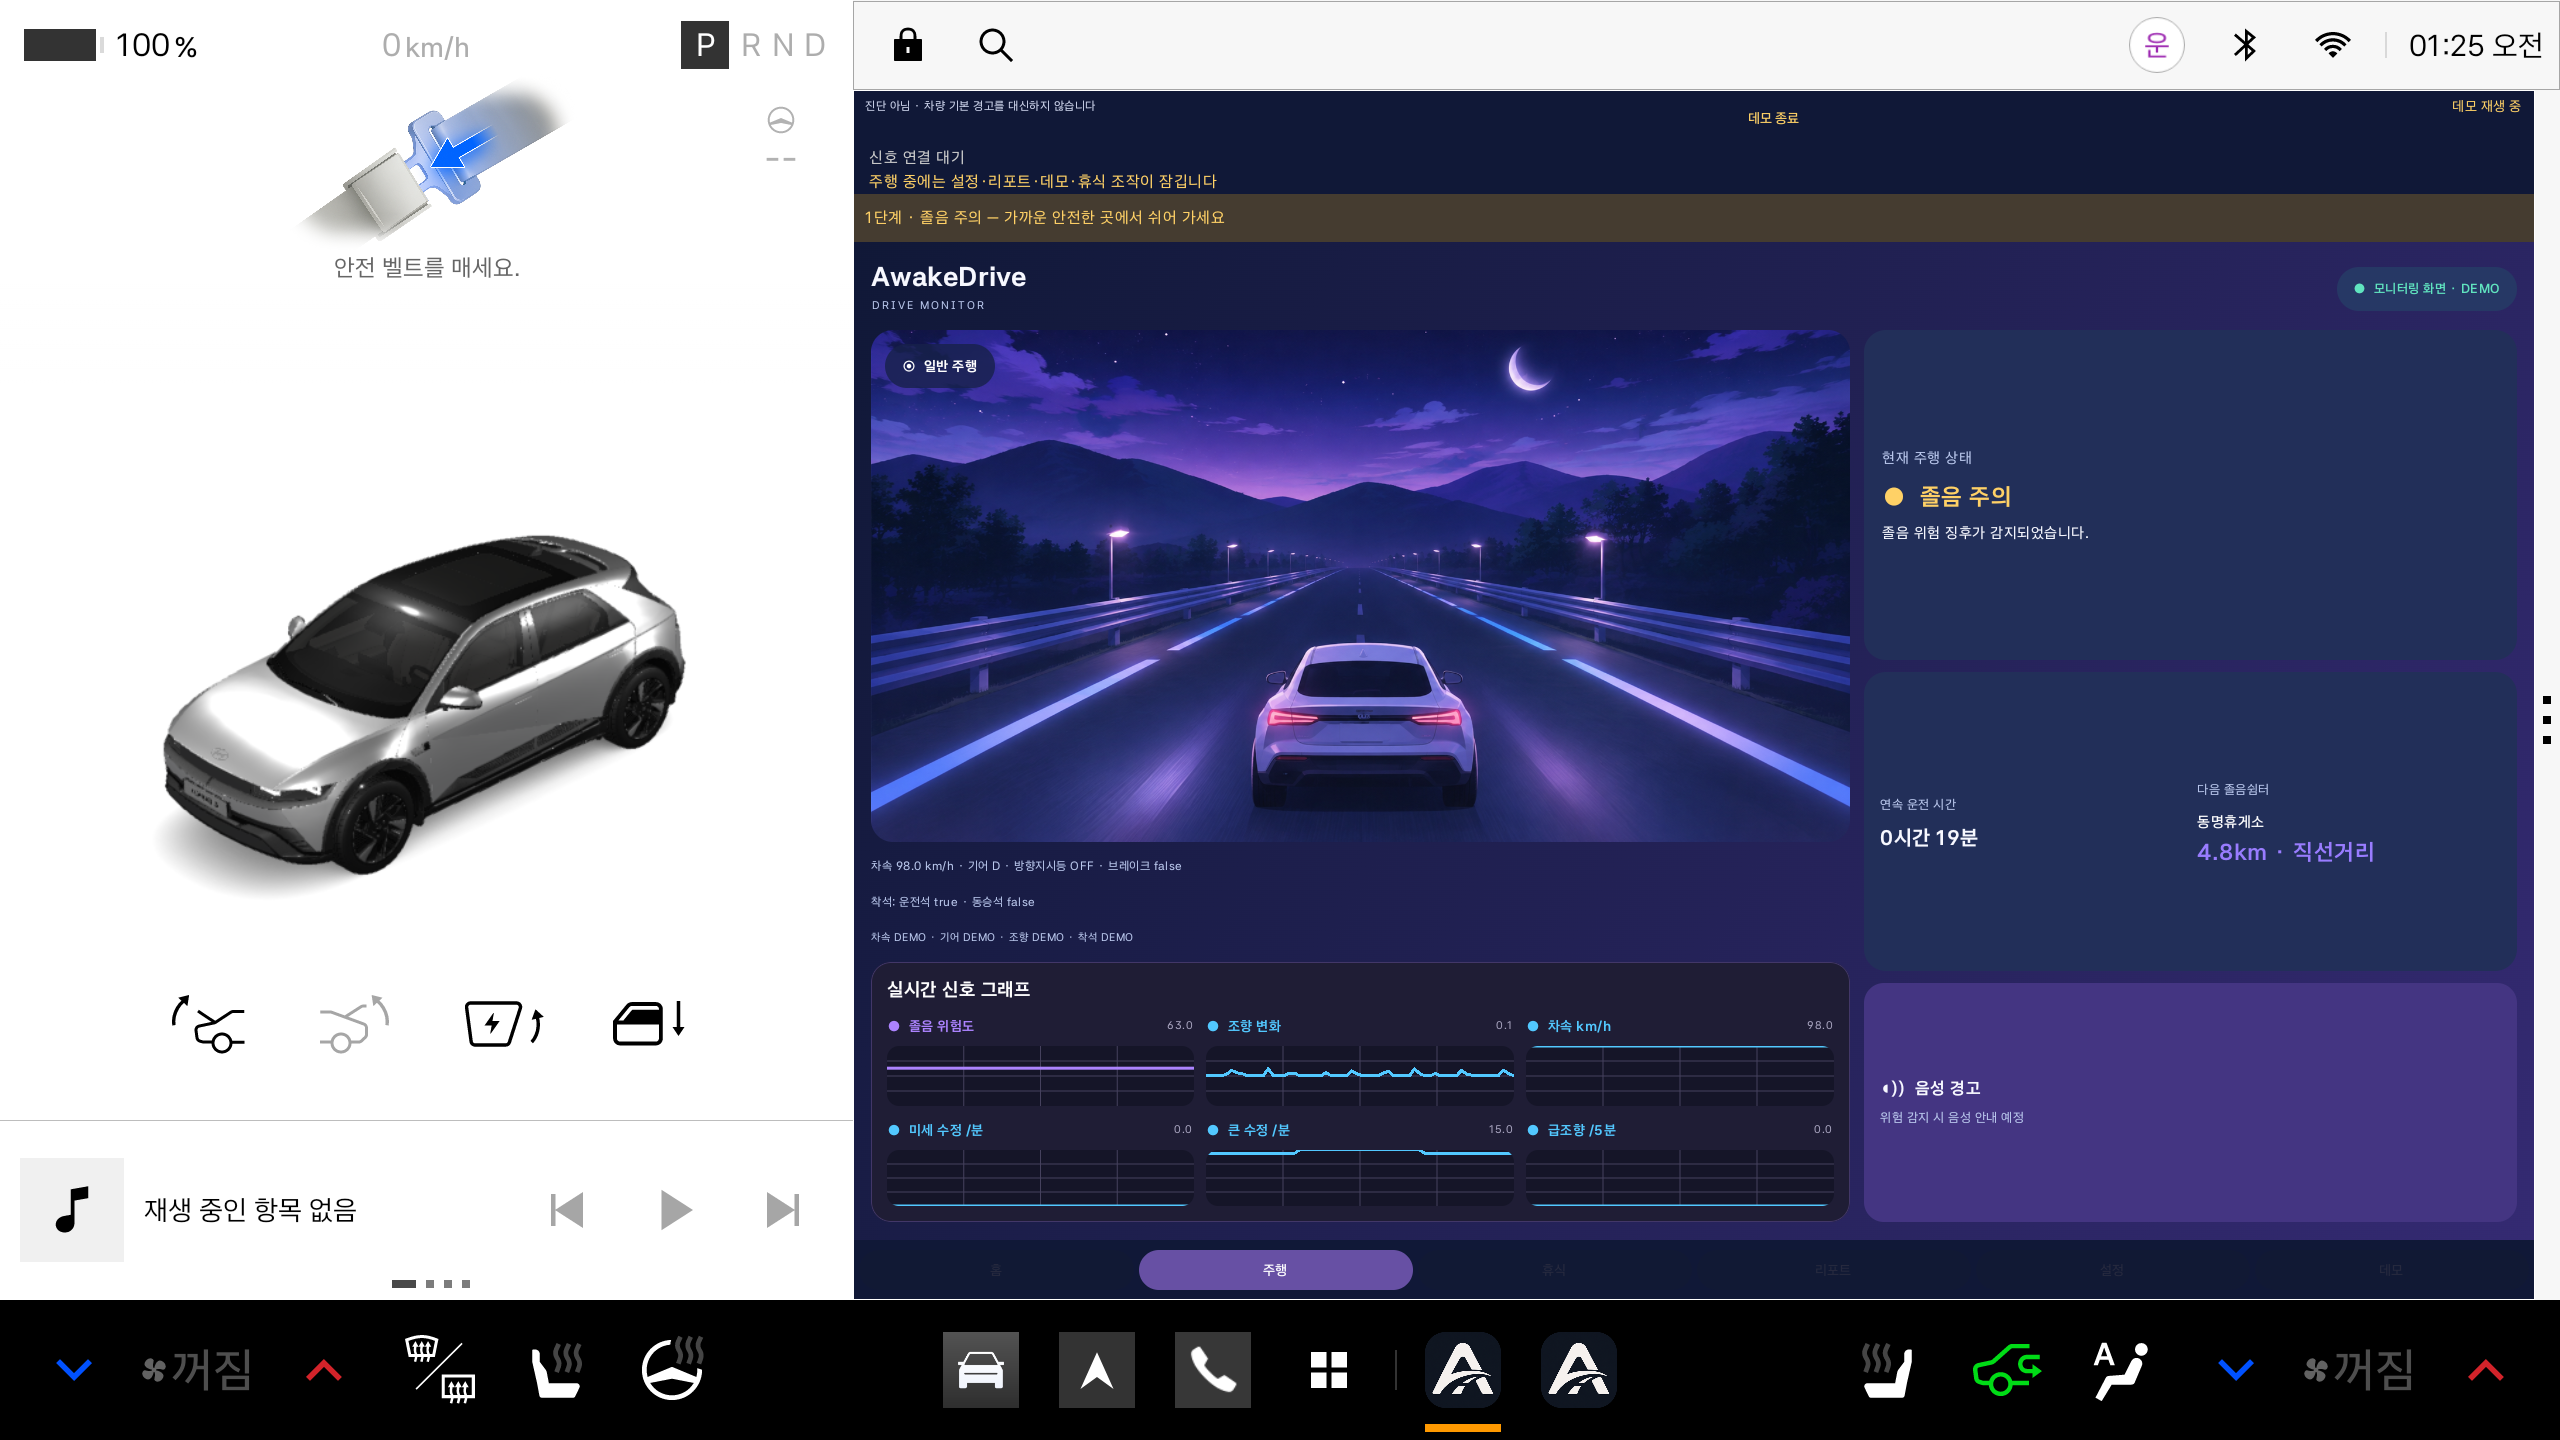 100%
0 km/h
P R N D
안전 벨트를 매세요.
재생 중인 항목 없음
운
01:25 오전
진단 아님 · 차량 기본 경고를 대신하지 않습니다
데모 종료
데모 재생 중
신호 연결 대기
주행 중에는 설정·리포트·데모·휴식 조작이 잠깁니다
1단계 · 졸음 주의 — 가까운 안전한 곳에서 쉬어 가세요
AwakeDrive
DRIVE MONITOR
모니터링 화면 · DEMO
일반 주행
현재 주행 상태
졸음 주의
졸음 위험 징후가 감지되었습니다.
연속 운전 시간
0시간 19분
다음 졸음쉼터
동명휴게소
4.8km · 직선거리
차속 98.0 km/h · 기어 D · 방향지시등 OFF · 브레이크 false
착석: 운전석 true · 동승석 false
차속 DEMO · 기어 DEMO · 조향 DEMO · 착석 DEMO
실시간 신호 그래프
졸음 위험도 63.0
조향 변화 0.1
차속 km/h 98.0
미세 수정 /분 0.0
큰 수정 /분 15.0
급조향 /5분 0.0
음성 경고
위험 감지 시 음성 안내 예정
홈 주행 휴식 리포트 설정 데모
꺼짐
A
꺼짐